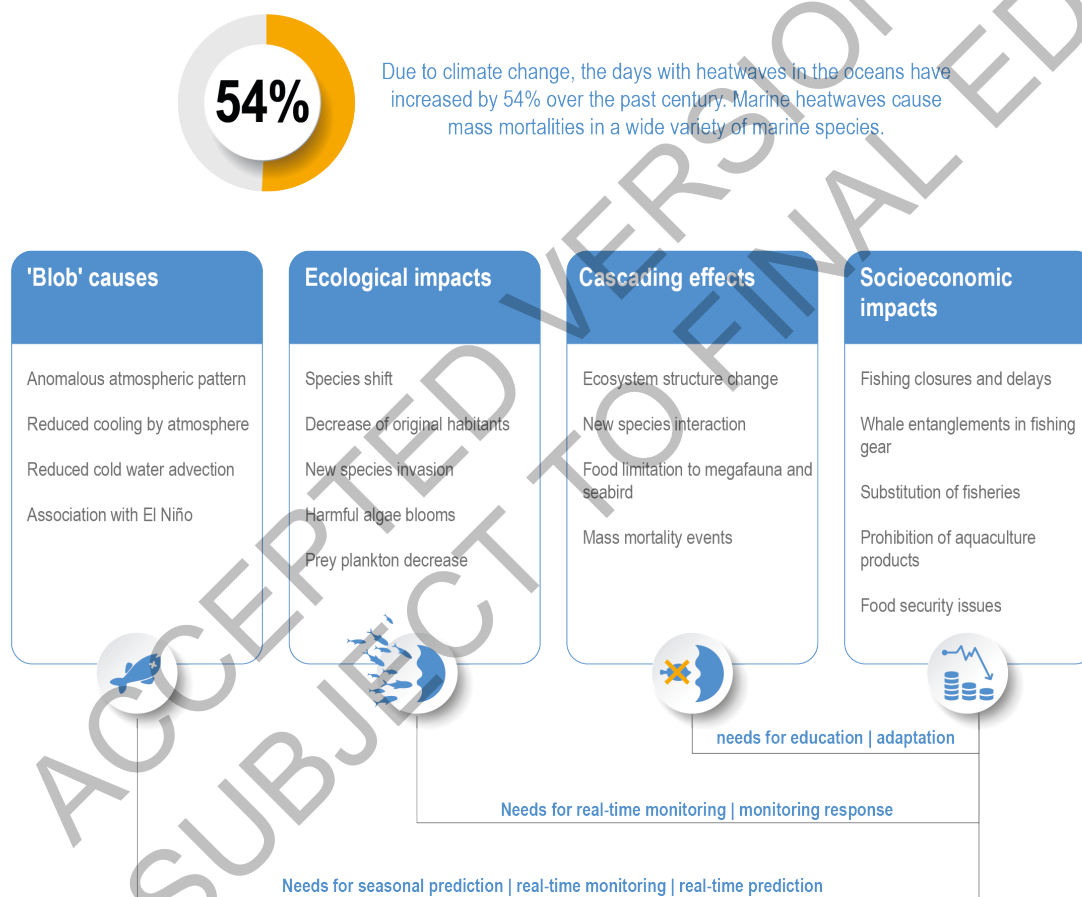 54%
Due to climate change, the days with heatwaves in the oceans have
increased by 54% over the past century. Marine heatwaves cause
mass mortalities in a wide variety of marine species.
'Blob' causes
Anomalous atmospheric pattern
Reduced cooling by atmosphere
Reduced cold water advection
Association with El Niño
Ecological impacts
Species shift
Decrease of original habitants
New species invasion
Harmful algae blooms
Prey plankton decrease
Cascading effects
Ecosystem structure change
New species interaction
Food limitation to megafauna and
seabird
Mass mortality events
Socioeconomic
impacts
Fishing closures and delays
Whale entanglements in fishing
gear
Substitution of fisheries
Prohibition of aquaculture
products
Food security issues
needs for education | adaptation
Needs for real-time monitoring | monitoring response
Needs for seasonal prediction | real-time monitoring | real-time prediction
ACCEPTED VERSION
SUBJECT TO FINAL ED